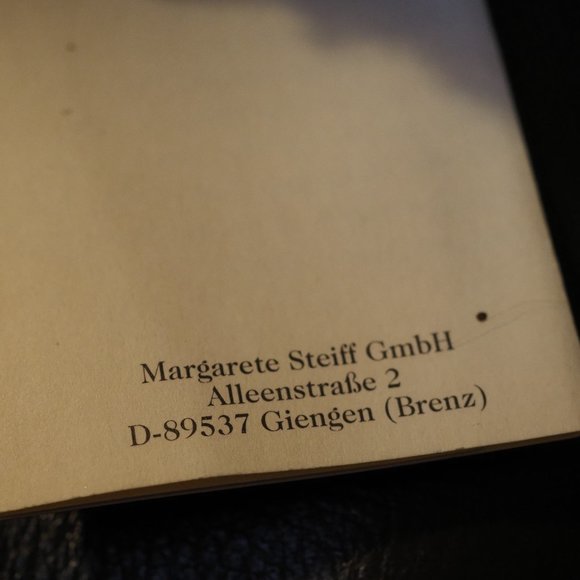 Margarete Steiff GmbH
Alleenstraße 2
D-89537 Giengen (Brenz)